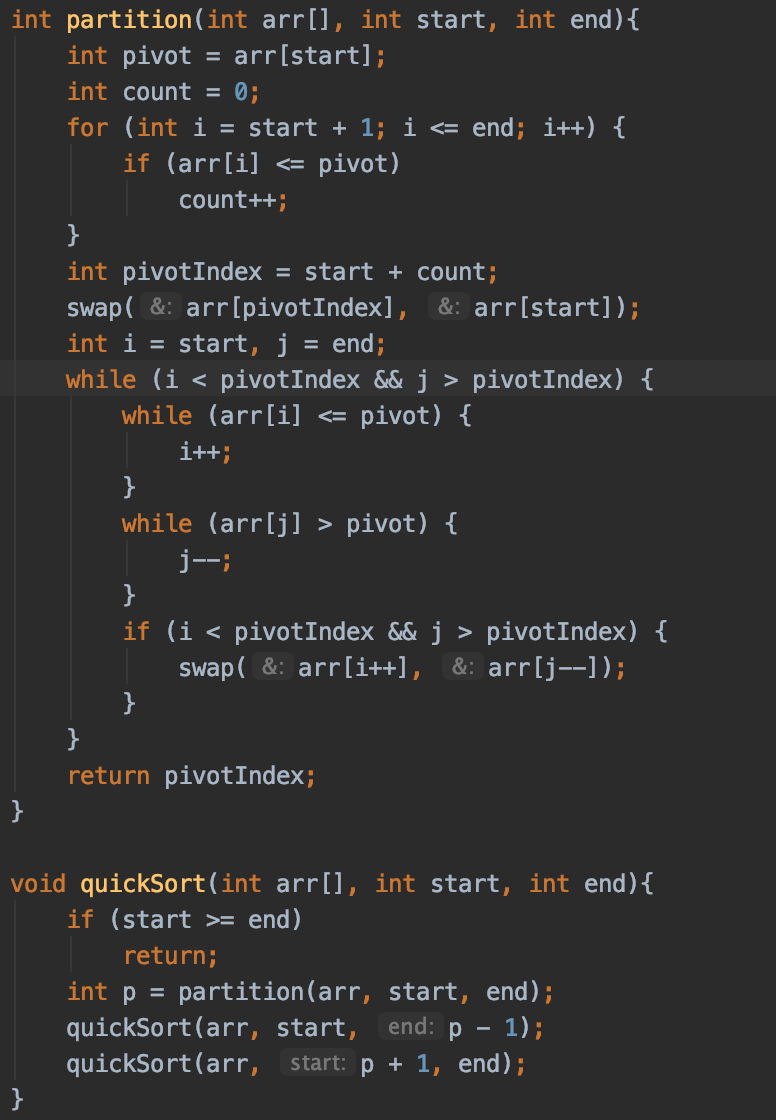 int partition(int arr[], int start, int end){
    int pivot = arr[start];
    int count = 0;
    for (int i = start + 1; i <= end; i++) {
        if (arr[i] <= pivot)
            count++;
    }
    int pivotIndex = start + count;
    swap( &: arr[pivotIndex], &: arr[start]);
    int i = start, j = end;
    while (i < pivotIndex && j > pivotIndex) {
        while (arr[i] <= pivot) {
            i++;
        }
        while (arr[j] > pivot) {
            j--;
        }
        if (i < pivotIndex && j > pivotIndex) {
            swap( &: arr[i++], &: arr[j--]);
        }
    }
    return pivotIndex;
}

void quickSort(int arr[], int start, int end){
    if (start >= end)
        return;
    int p = partition(arr, start, end);
    quickSort(arr, start, end: p - 1);
    quickSort(arr, start: p + 1, end);
}